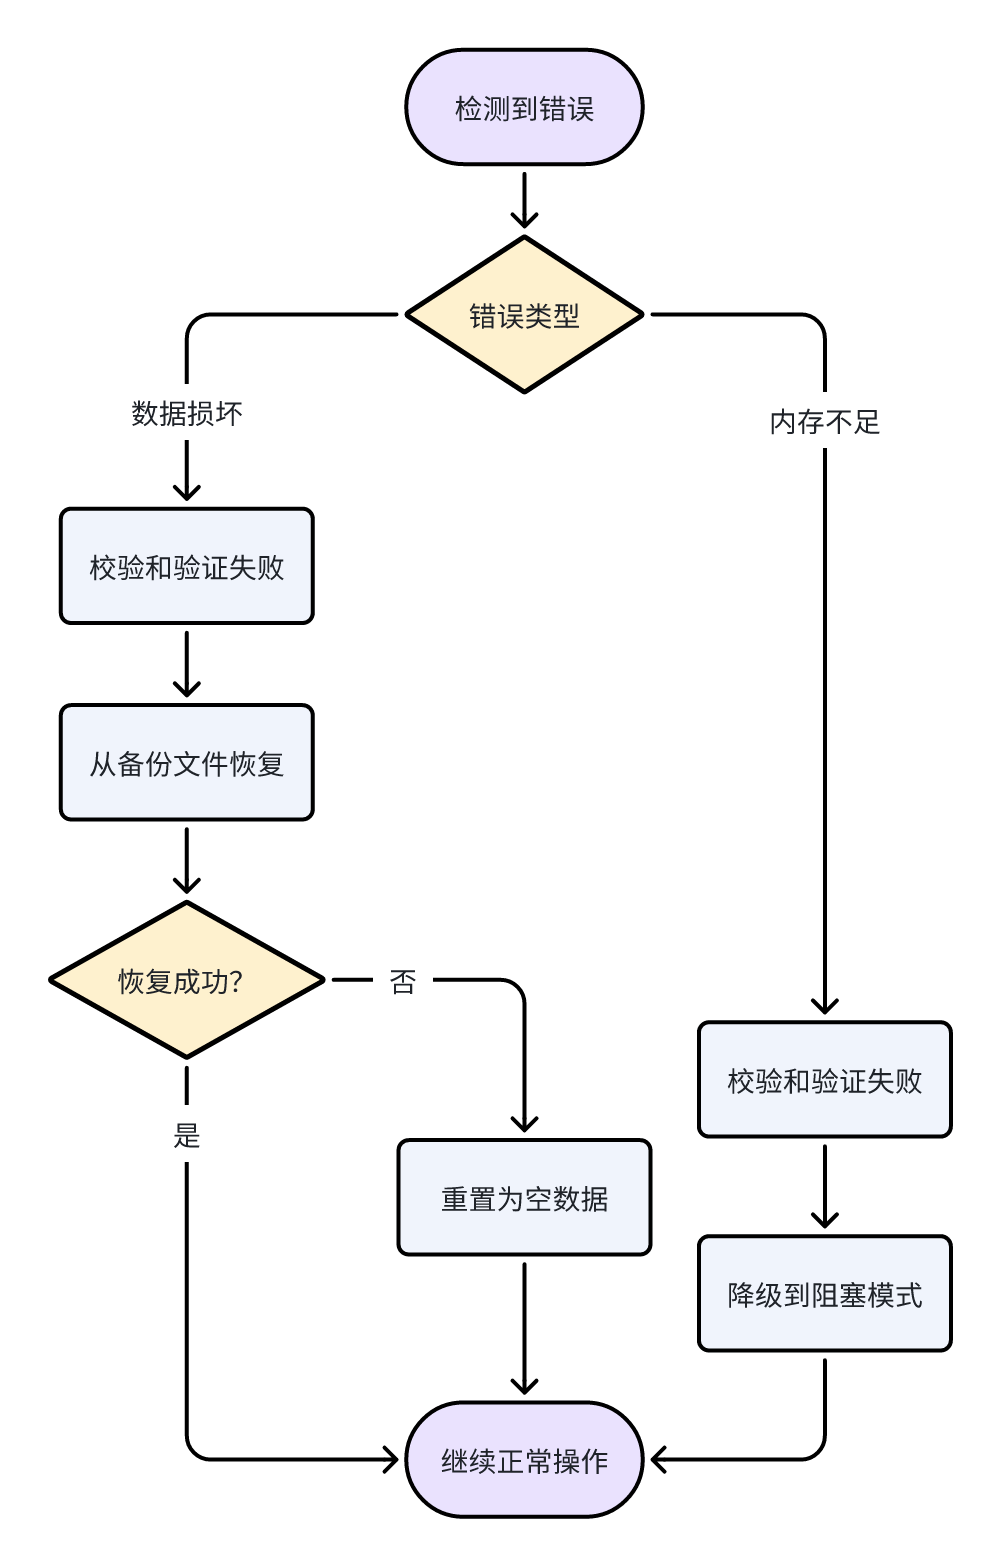 检测到错误
错误类型
数据损坏
内存不足
校验和验证失败
从备份文件恢复
恢复成功？
否
是
校验和验证失败
重置为空数据
降级到阻塞模式
继续正常操作